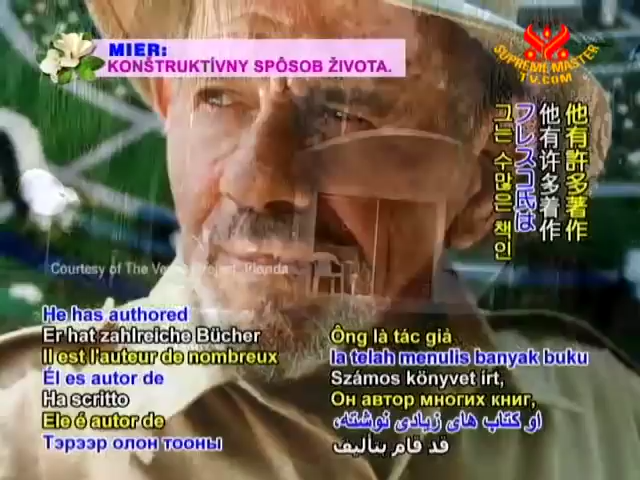 MIER:
KONŠTRUKTÍVNY SPÔSOB ŽIVOTA.
SUPREME MASTER
TV.COM
他有許多著作
他有许多着作
フレスコ氏は
그는 수많은 책인
Courtesy of The Venus Project, Florida
He has authored
Er hat zahlreiche Bücher
Il est l'auteur de nombreux
Él es autor de
Ha scritto
Ele é autor de
Тэрээр олон тооны
Ông là tác giả
Ia telah menulis banyak buku
Számos könyvet írt,
Он автор многих книг,
او کتاب های زیادی نوشته،
قد قام بتأليف